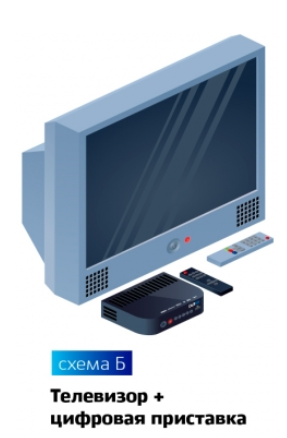 схема Б
Телевизор +
цифровая приставка